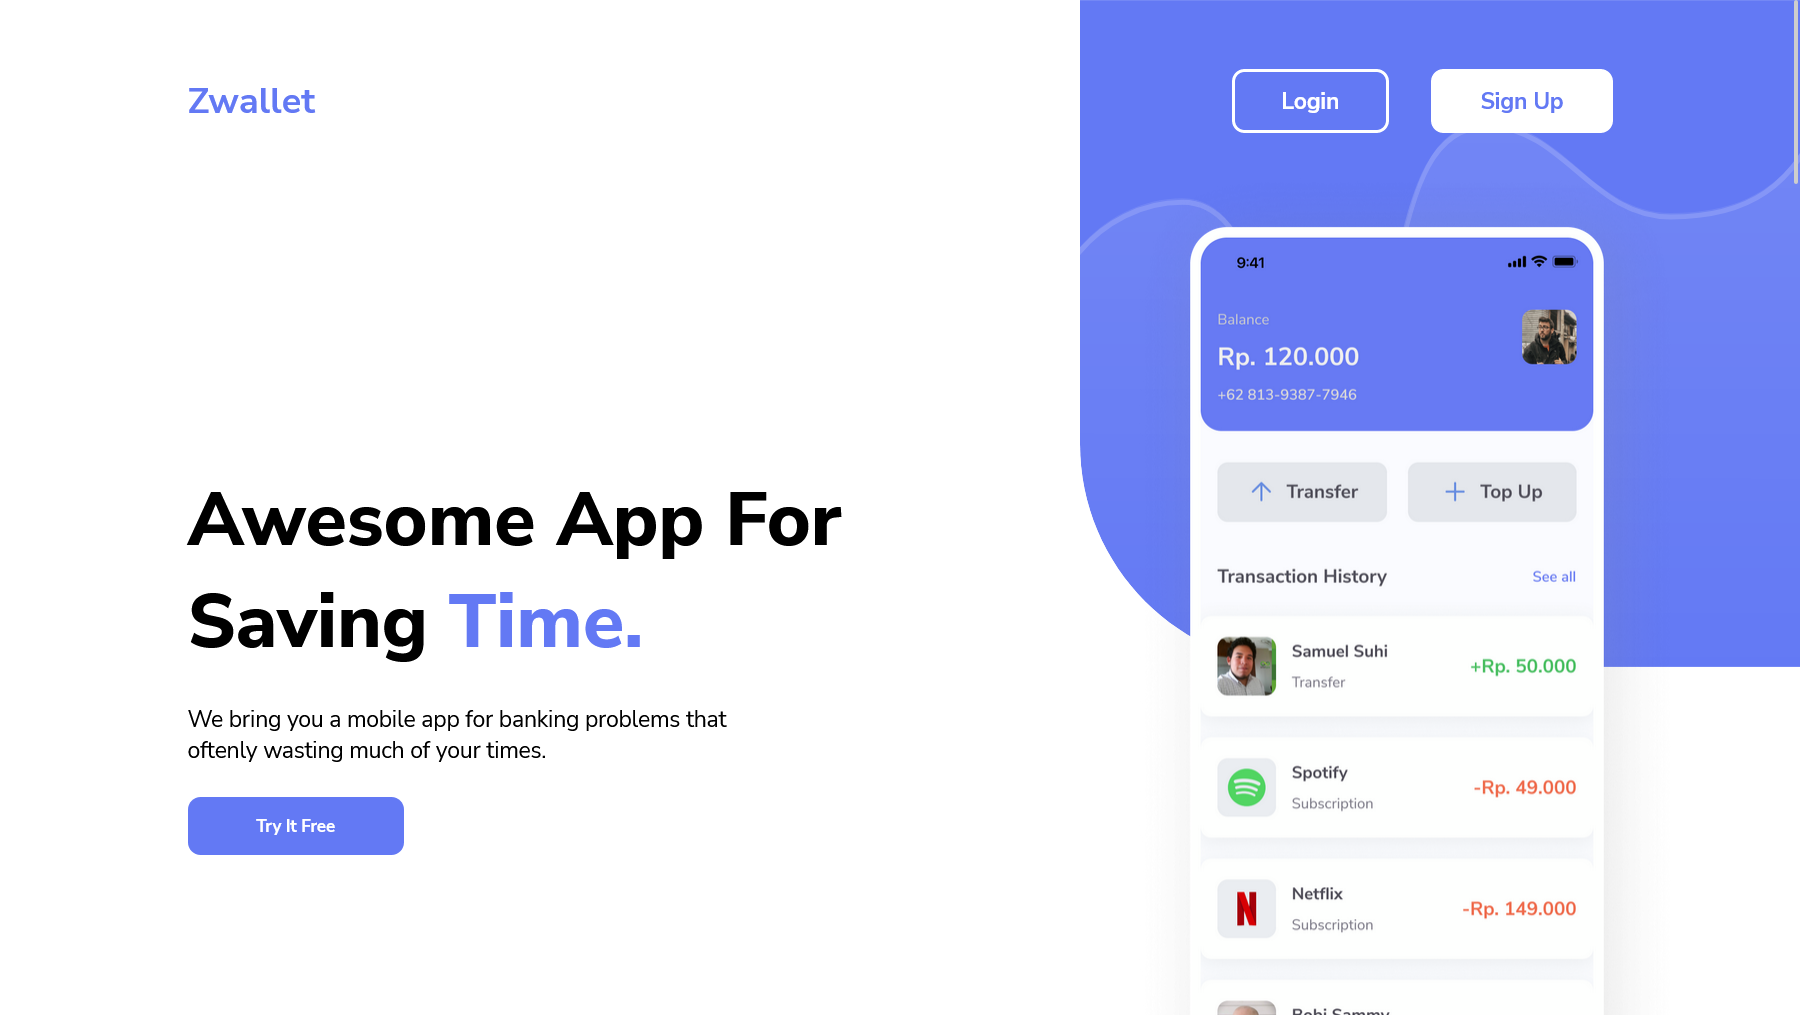 Zwallet
Login
Sign Up
Awesome App For
Saving Time.
We bring you a mobile app for banking problems that
oftenly wasting much of your times.
Try It Free
9:41
Balance
Rp. 120.000
+62 813-9387-7946
Transfer
Top Up
Transaction History
See all
Samuel Suhi
Transfer
+Rp. 50.000
Spotify
Subscription
-Rp. 49.000
Netflix
Subscription
-Rp. 149.000
Bobi Sammy